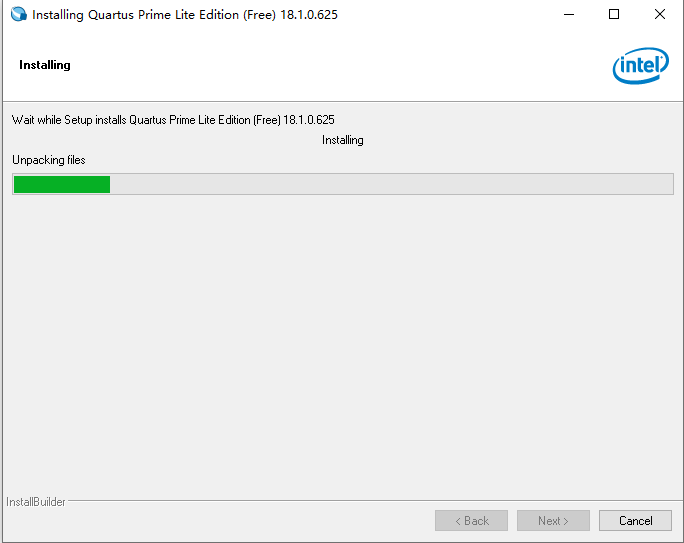 Installing Quartus Prime Lite Edition (Free) 18.1.0.625
Installing
intel
Wait while Setup installs Quartus Prime Lite Edition (Free) 18.1.0.625
Installing
Unpacking files
InstallBuilder
< Back
Next >
Cancel